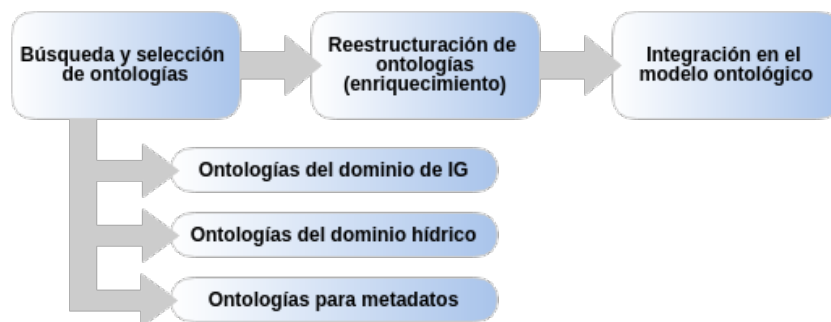 Búsqueda y selección
de ontologías
Reestructuración de
ontologías
(enriquecimiento)
Integración en el
modelo ontológico
Ontologías del dominio de IG
Ontologías del dominio hídrico
Ontologías para metadatos